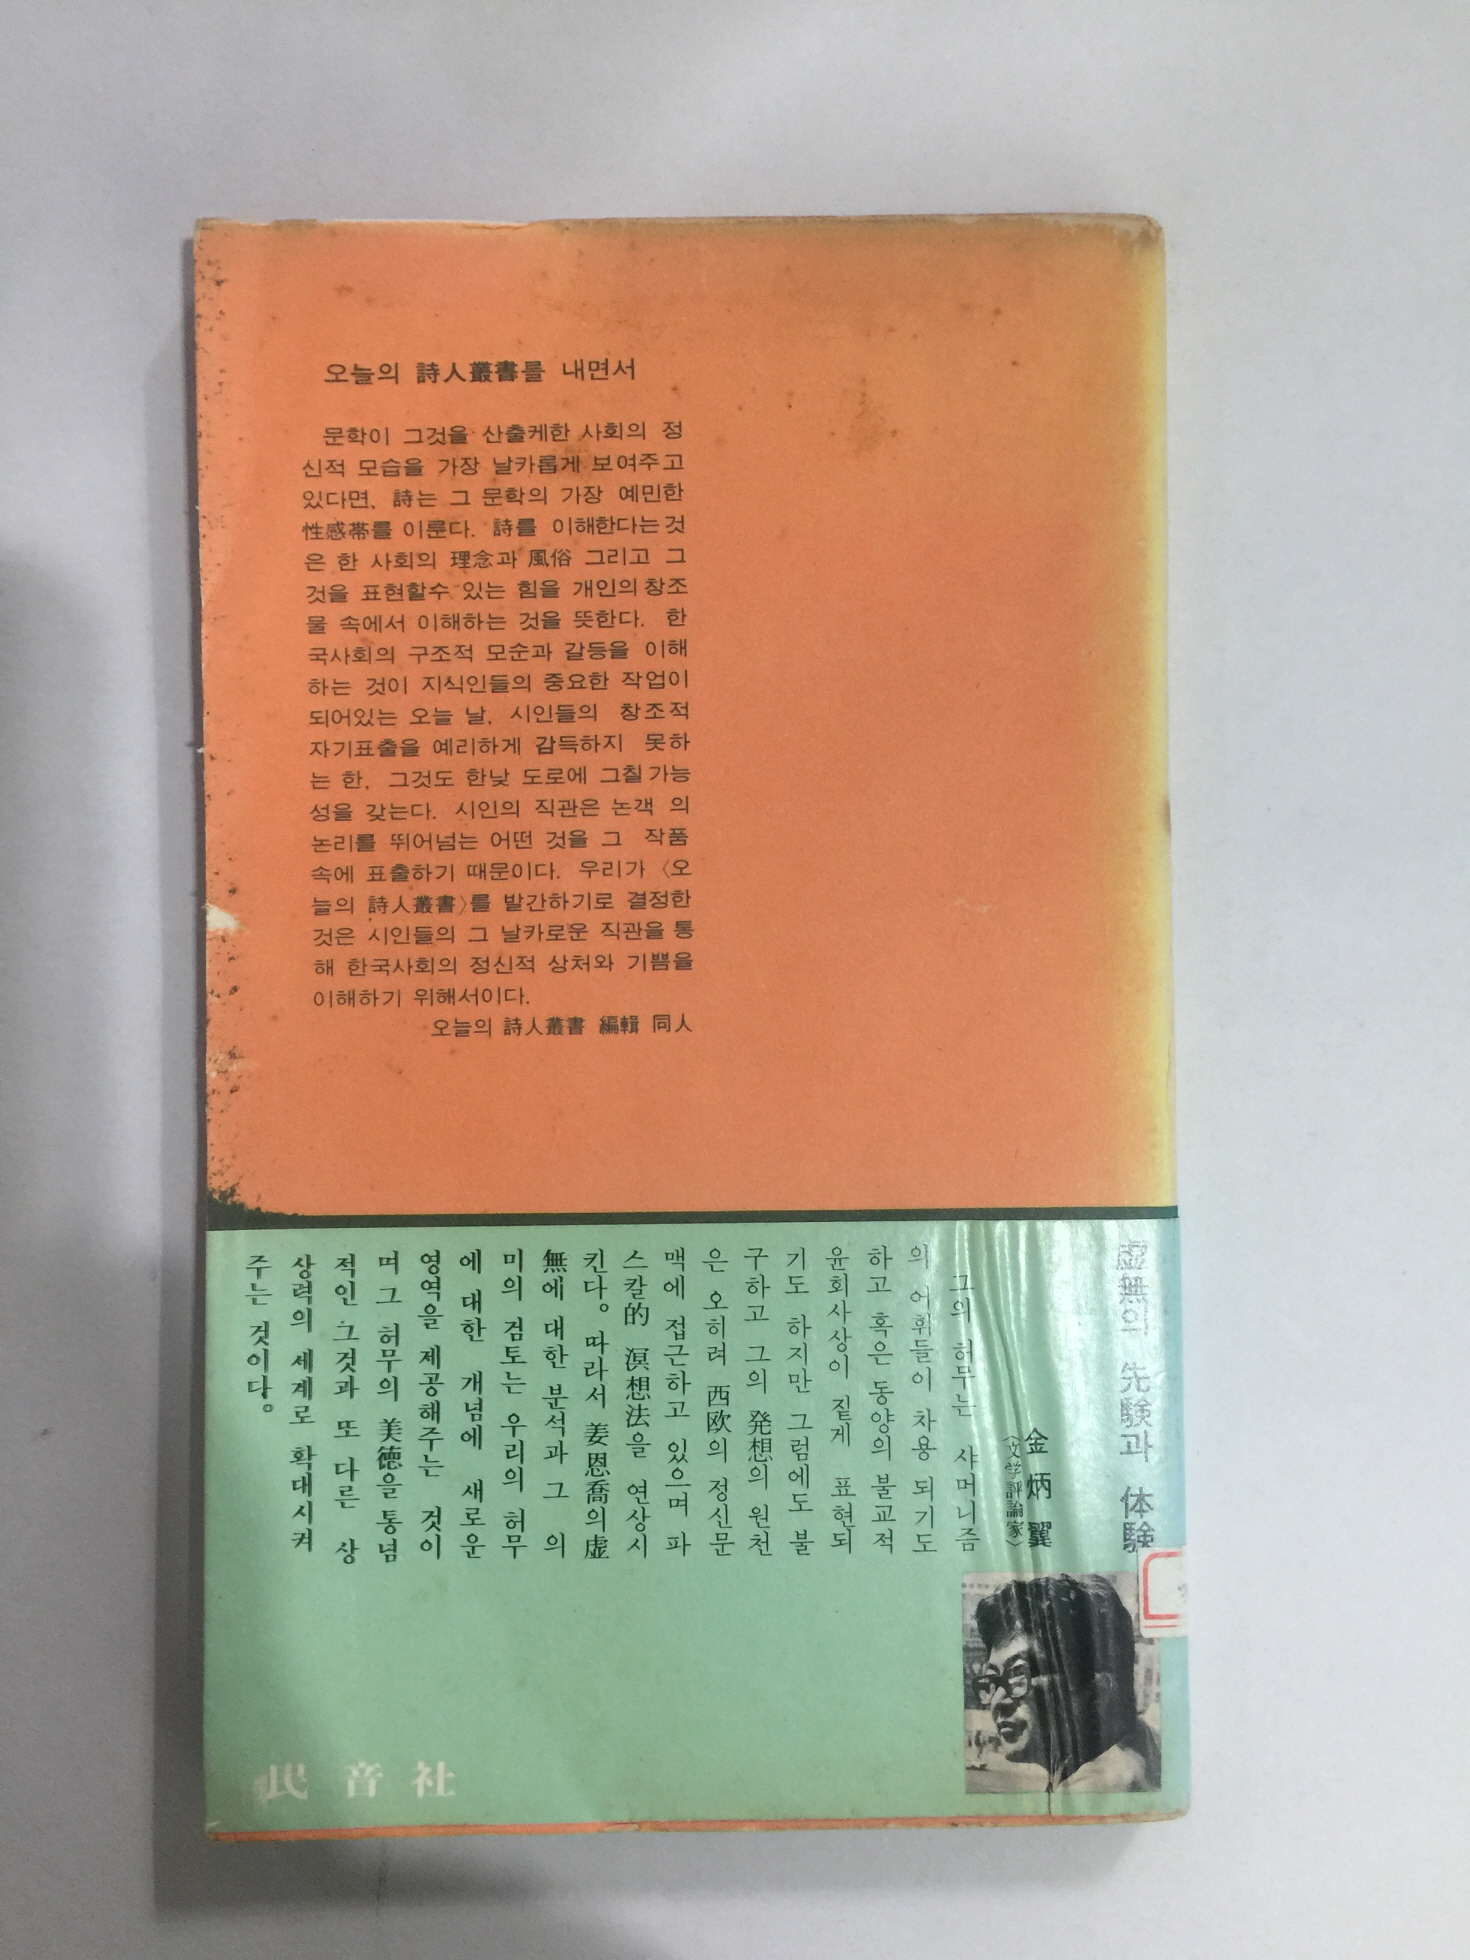 오늘의 詩人叢書를 내면서
문학이 그것을 산출케한 사회의 정
신적 모습을 가장 날카롭게 보여주고
있다면, 詩는 그 문학의 가장 예민한
性感帯를 이룬다. 詩를 이해한다는것
은 한 사회의 理念과 風俗 그리고 그
것을 표현할수 있는 힘을 개인의창조
물 속에서 이해하는 것을 뜻한다. 한
국사회의 구조적 모순과 갈등을 이해
하는 것이 지식인들의 중요한 작업이
되어있는 오늘 날, 시인들의 창조적
자기표출을 예리하게 감득하지 못하
는 한, 그것도 한낮 도로에 그칠가능
성을 갖는다. 시인의 직관은 논객 의
논리를 뛰어넘는 어떤 것을 그 작품
속에 표출하기 때문이다. 우리가 〈오
늘의 詩人叢書〉를 발간하기로 결정한
것은 시인들의 그 날카로운 직관을 통
해 한국사회의 정신적 상처와 기쁨을
이해하기 위해서이다.
오늘의 詩人叢書 編輯 同人
虛無의 先験과 体験
金炳翼
〈文学評論家〉
그의 허무는 샤머니즘
의 어휘들이 차용 되기도
하고 혹은 동양의 불교적
윤회사상이 짙게 표현되
기도 하지만 그럼에도 불
구하고 그의 発想의 원천
은 오히려 西欧의 정신문
맥에 접근하고 있으며 파
스칼的 溟想法을 연상시
킨다。 따라서 姜恩喬의 虛
無에 대한 분석과 그 의
미의 검토는 우리의 허무
에 대한 개념에 새로운
영역을 제공해주는 것이
며 그 허무의 美德을 통념
적인 그것과 또 다른 상
상력의 세계로 확대시켜
주는 것이다。
民音社